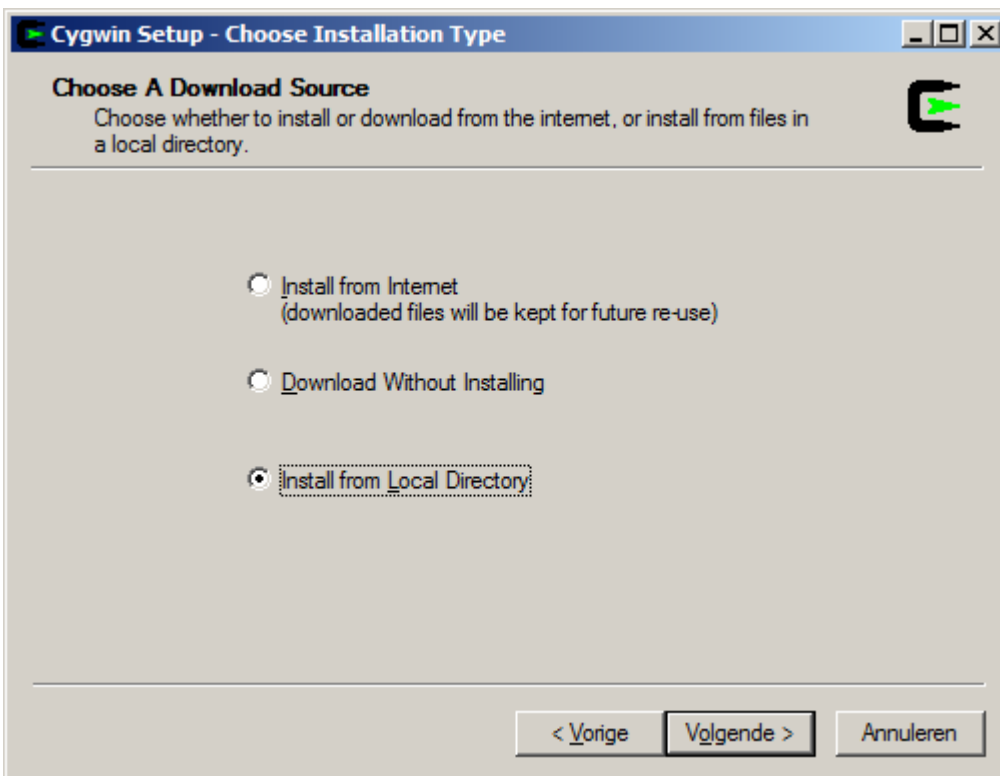 Cygwin Setup - Choose Installation Type
Choose A Download Source
Choose whether to install or download from the internet, or install from files in
a local directory.
Install from Internet
(downloaded files will be kept for future re-use)
Download Without Installing
Install from Local Directory
< Vorige
Volgende >
Annuleren